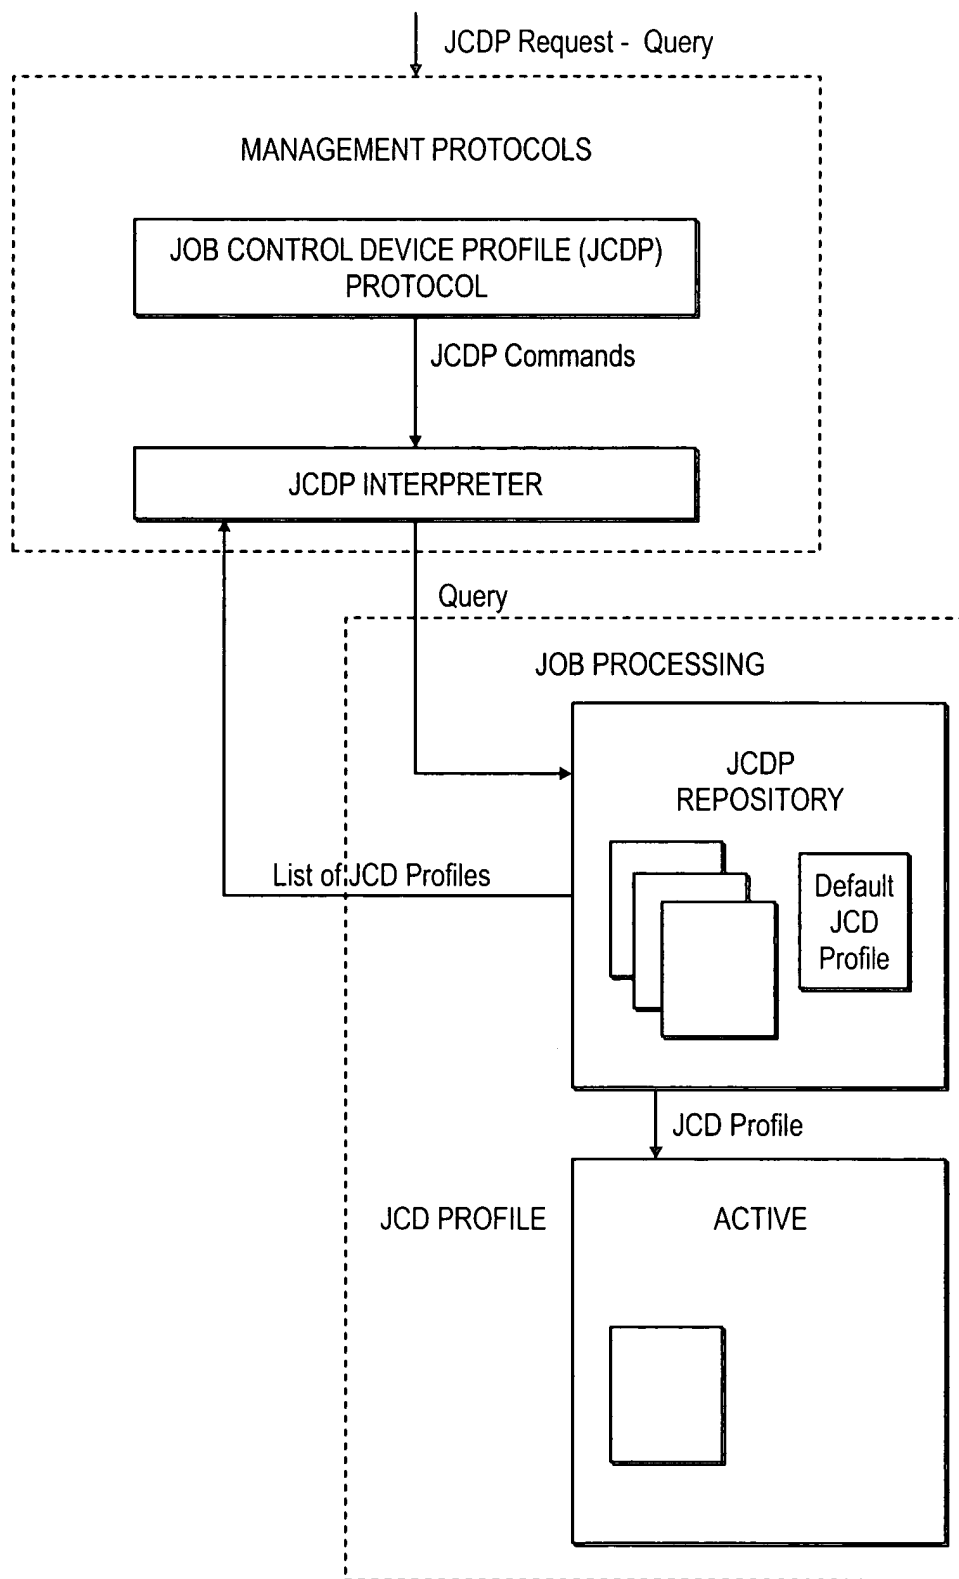 JCDP Request - Query
MANAGEMENT PROTOCOLS
JOB CONTROL DEVICE PROFILE (JCDP)
PROTOCOL
JCDP Commands
JCDP INTERPRETER
Query
JOB PROCESSING
JCDP
REPOSITORY
List of JCD Profiles
Default
JCD
Profile
JCD Profile
JCD PROFILE
ACTIVE